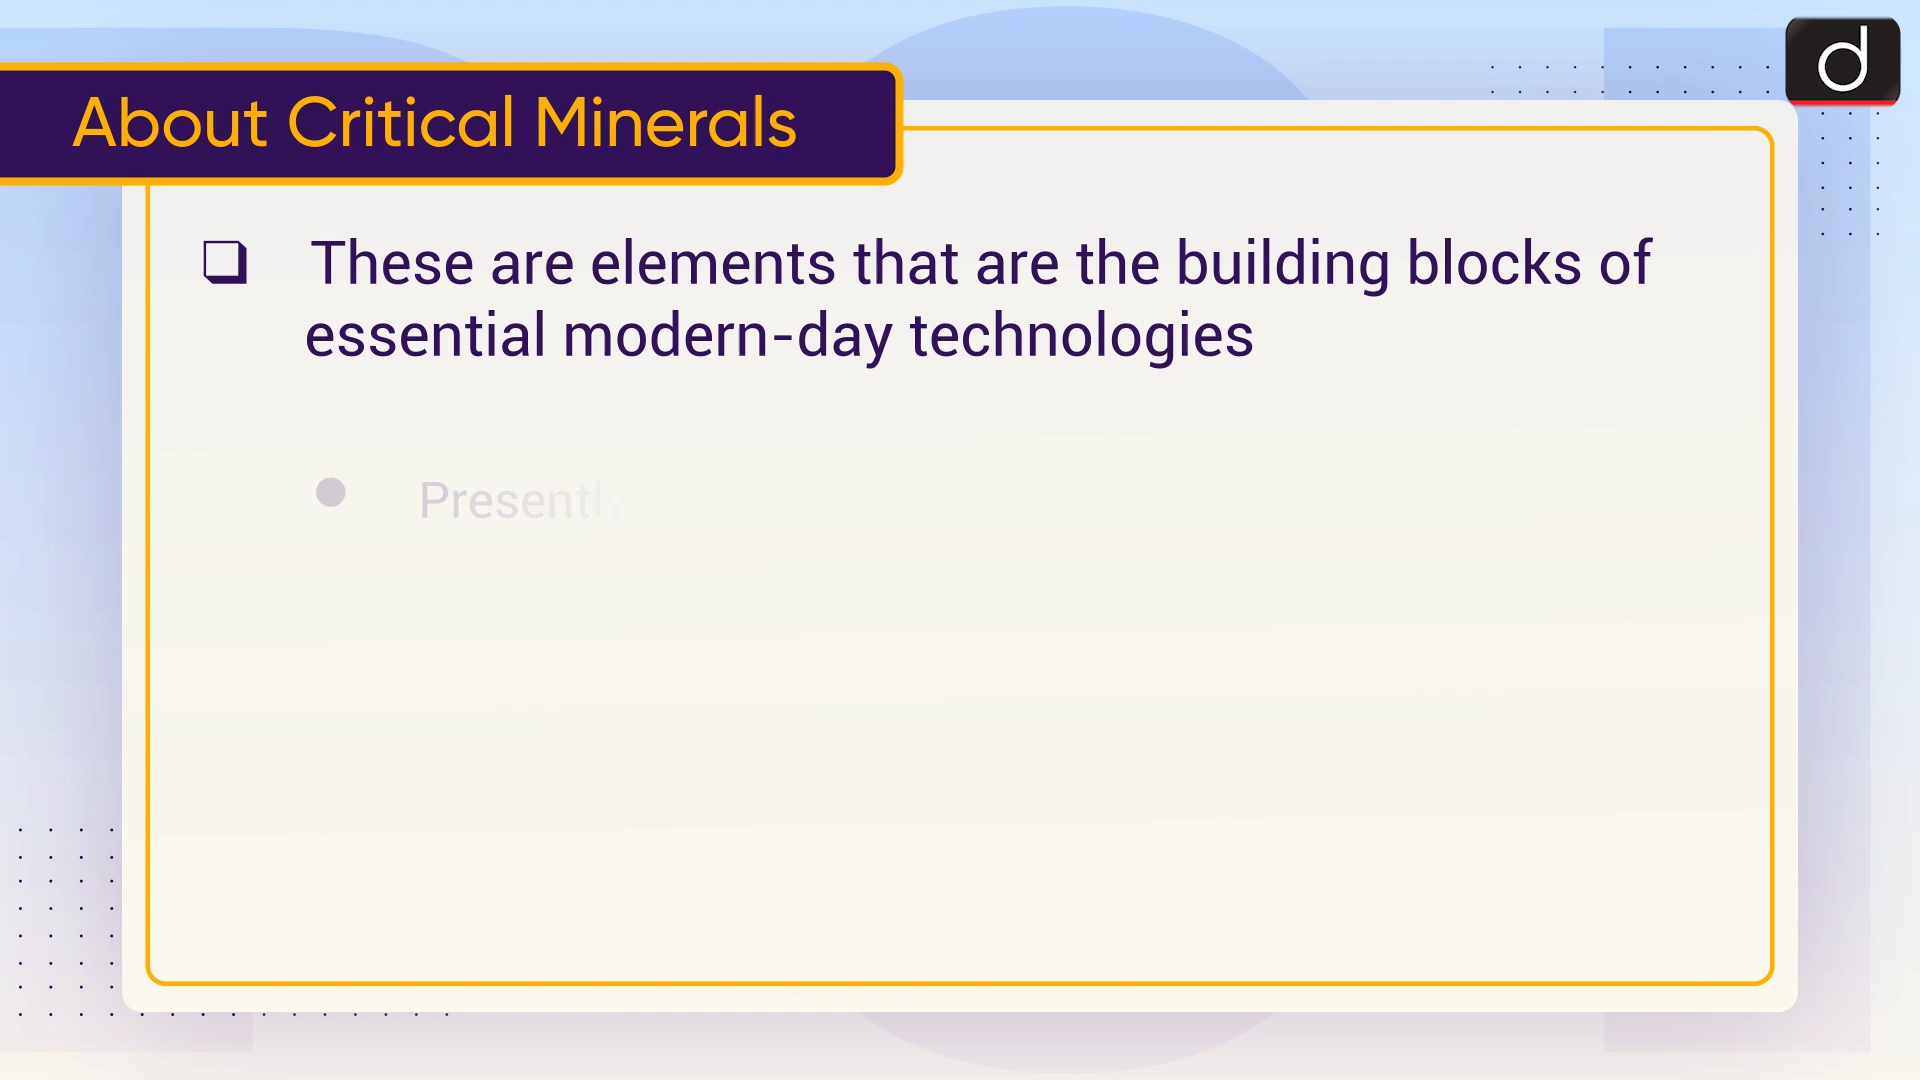 About Critical Minerals
These are elements that are the building blocks of
essential modern-day technologies
Presently